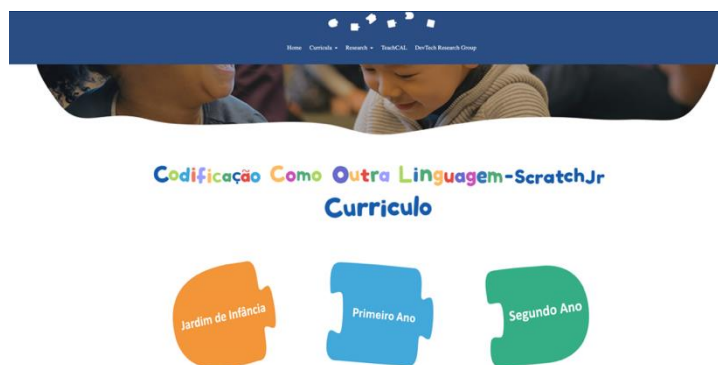 Home Curricula Research TeachCAL DevTech Research Group
Codificação Como Outra Linguagem-ScratchJr
Curriculo
Jardim de Infância
Primeiro Ano
Segundo Ano